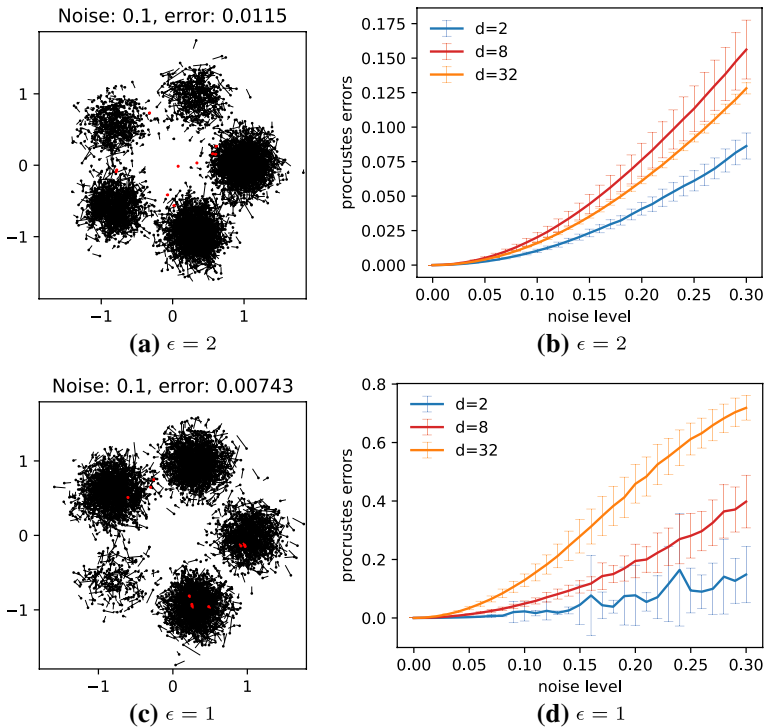 Noise: 0.1, error: 0.0115
1
0
−1
−1 0 1
(a) ϵ = 2
procrustes errors
0.175
0.150
0.125
0.100
0.075
0.050
0.025
0.000
d=2
d=8
d=32
0.00 0.05 0.10 0.15 0.20 0.25 0.30
noise level
(b) ϵ = 2
Noise: 0.1, error: 0.00743
1
0
−1
−1 0 1
(c) ϵ = 1
procrustes errors
0.8
0.6
0.4
0.2
0.0
d=2
d=8
d=32
0.00 0.05 0.10 0.15 0.20 0.25 0.30
noise level
(d) ϵ = 1